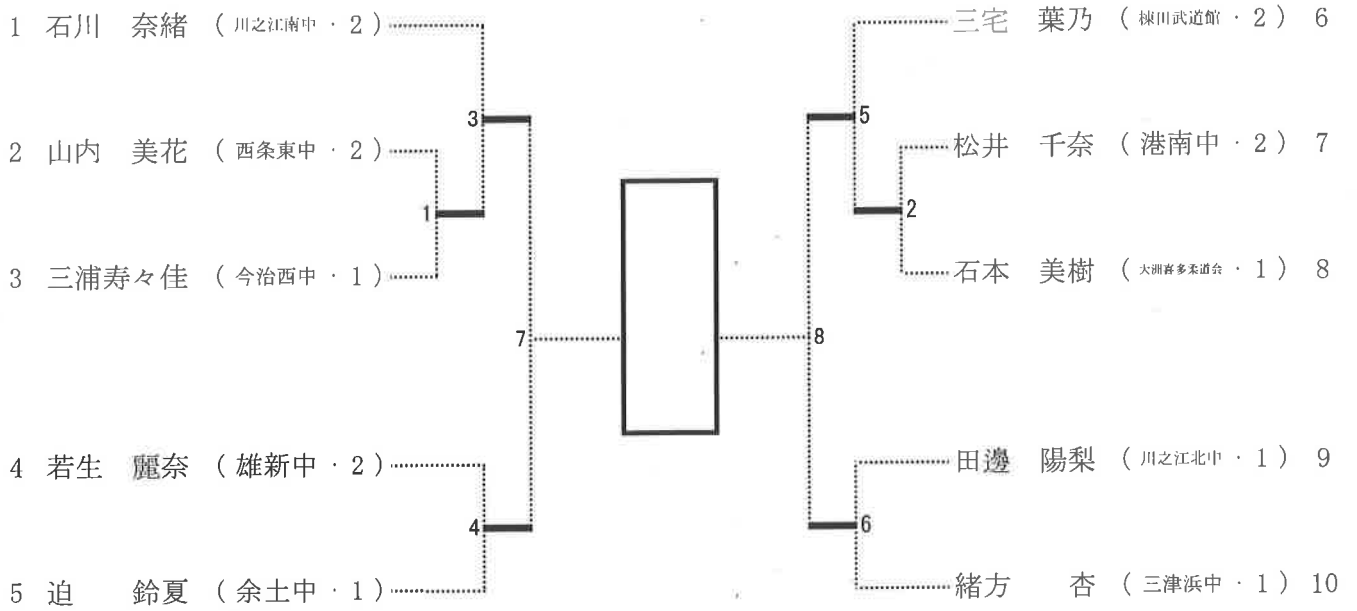 1 石川 奈緒 (川之江南中・2)
3
2 山内 美花 (西条東中・2)
1
3 三浦寿々佳 (今治西中・1)
7
4 若生 麗奈 (雄新中・2)
4
5 迫 鈴夏 (余土中・1)
三宅 葉乃 (棟田武道館・2) 6
5
松井 千奈 (港南中・2) 7
2
石本 美樹 (大洲喜多柔道会・1) 8
8
田邊 陽梨 (川之江北中・1) 9
6
緒方 杏 (三津浜中・1) 10